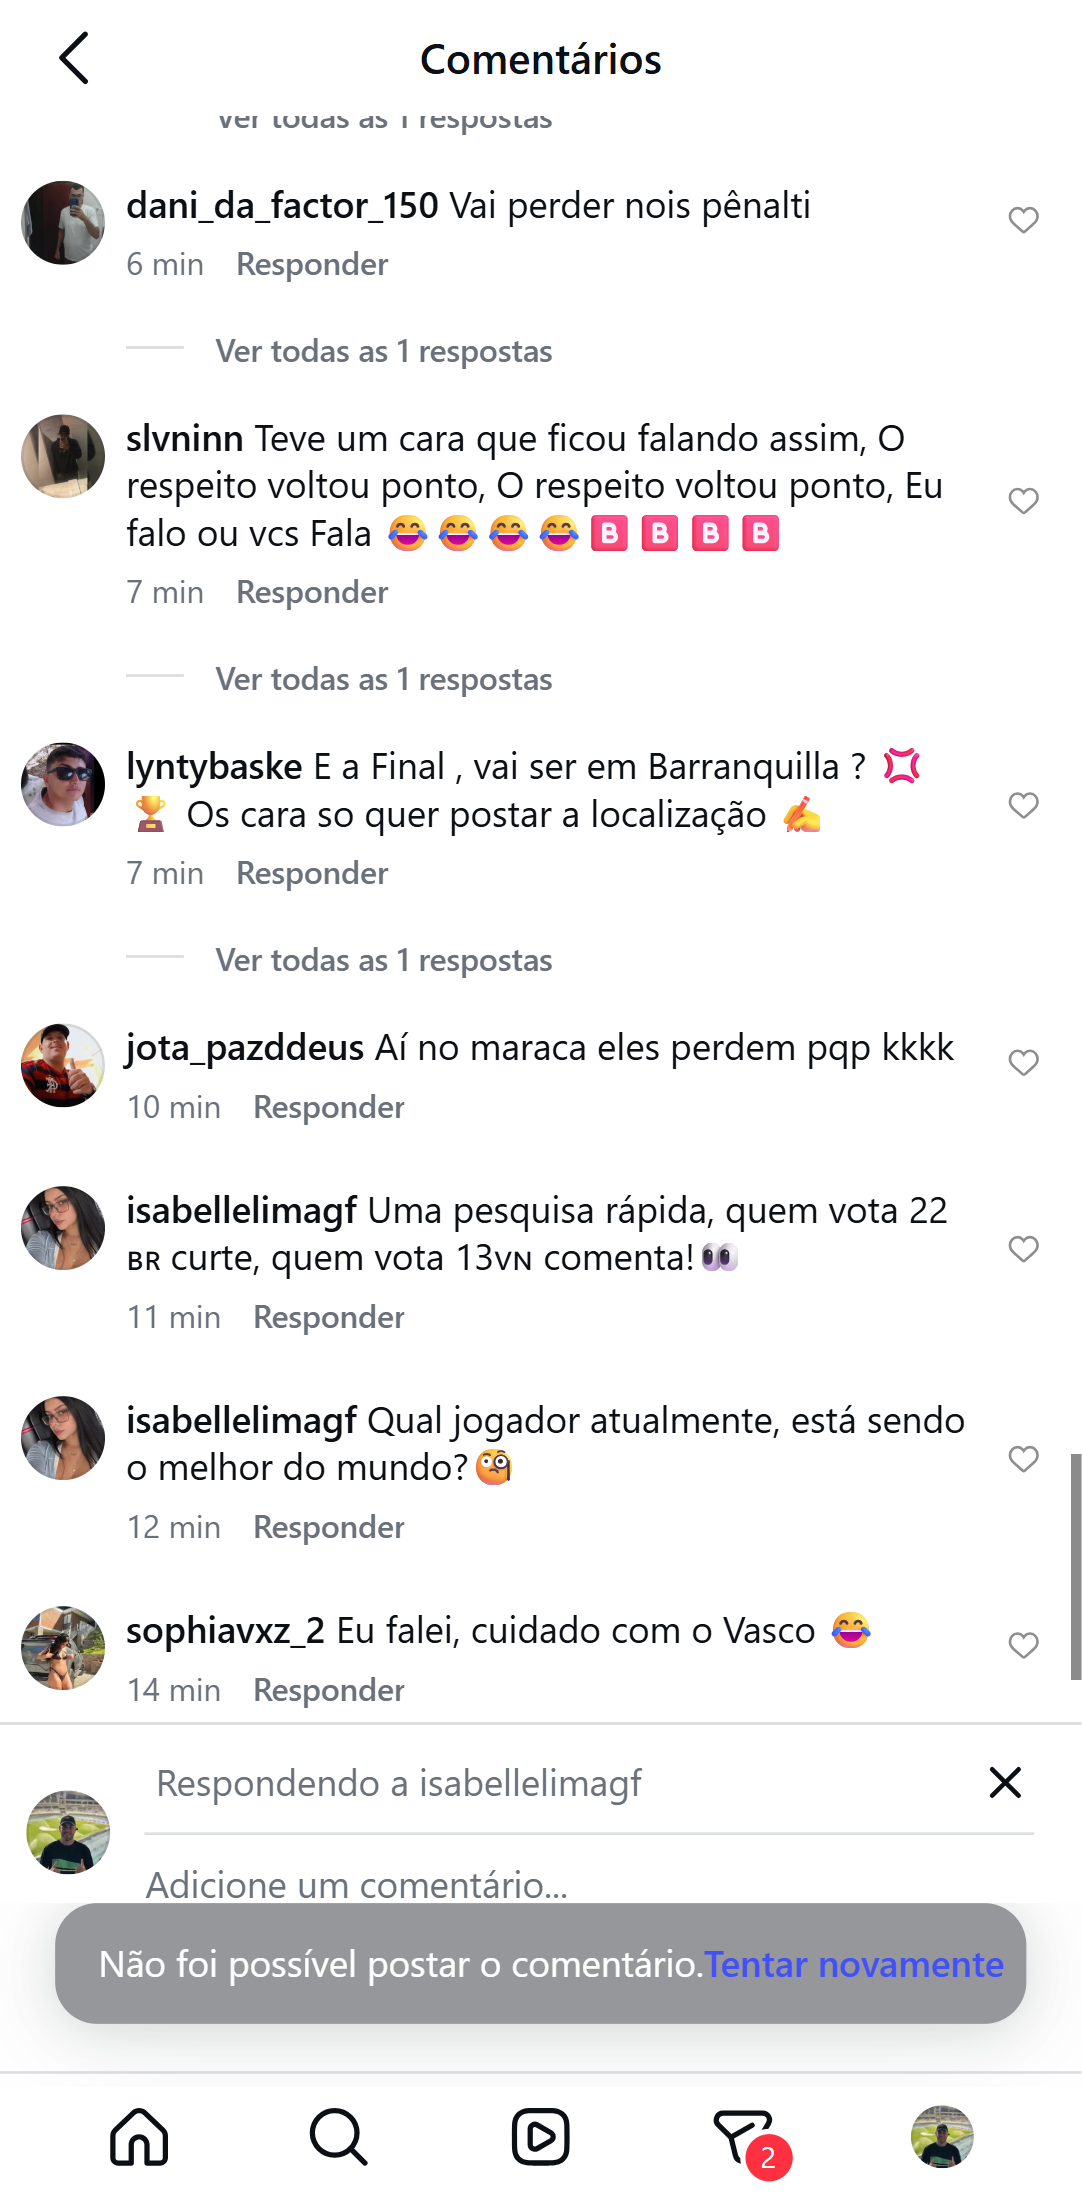 Comentários
Ver todas as 1 respostas
dani_da_factor_150 Vai perder nois pênalti
6 min Responder
Ver todas as 1 respostas
slvninn Teve um cara que ficou falando assim, O
respeito voltou ponto, O respeito voltou ponto, Eu
falo ou vcs Fala 😂😂😂😂🅱️🅱️🅱️🅱️
7 min Responder
Ver todas as 1 respostas
lyntybaske E a Final , vai ser em Barranquilla ? 💢
🏆 Os cara so quer postar a localização ✍️
7 min Responder
Ver todas as 1 respostas
jota_pazddeus Aí no maraca eles perdem pqp kkkk
10 min Responder
isabellelimagf Uma pesquisa rápida, quem vota 22
BR curte, quem vota 13VN comenta!👀
11 min Responder
isabellelimagf Qual jogador atualmente, está sendo
o melhor do mundo?🧐
12 min Responder
sophiavxz_2 Eu falei, cuidado com o Vasco 😂
14 min Responder
Respondendo a isabellelimagf
Adicione um comentário...
Não foi possível postar o comentário.Tentar novamente
2